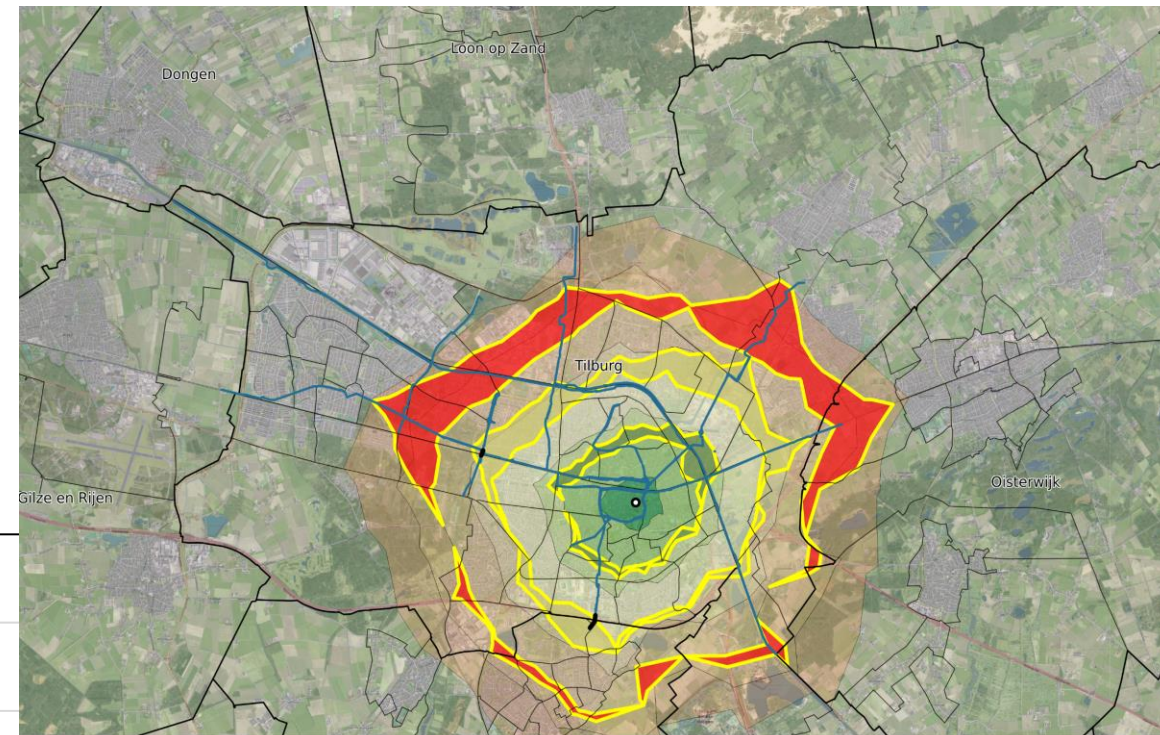 Loon op Zand
Dongen
Tilburg
Oisterwijk
Gilze en Rijen